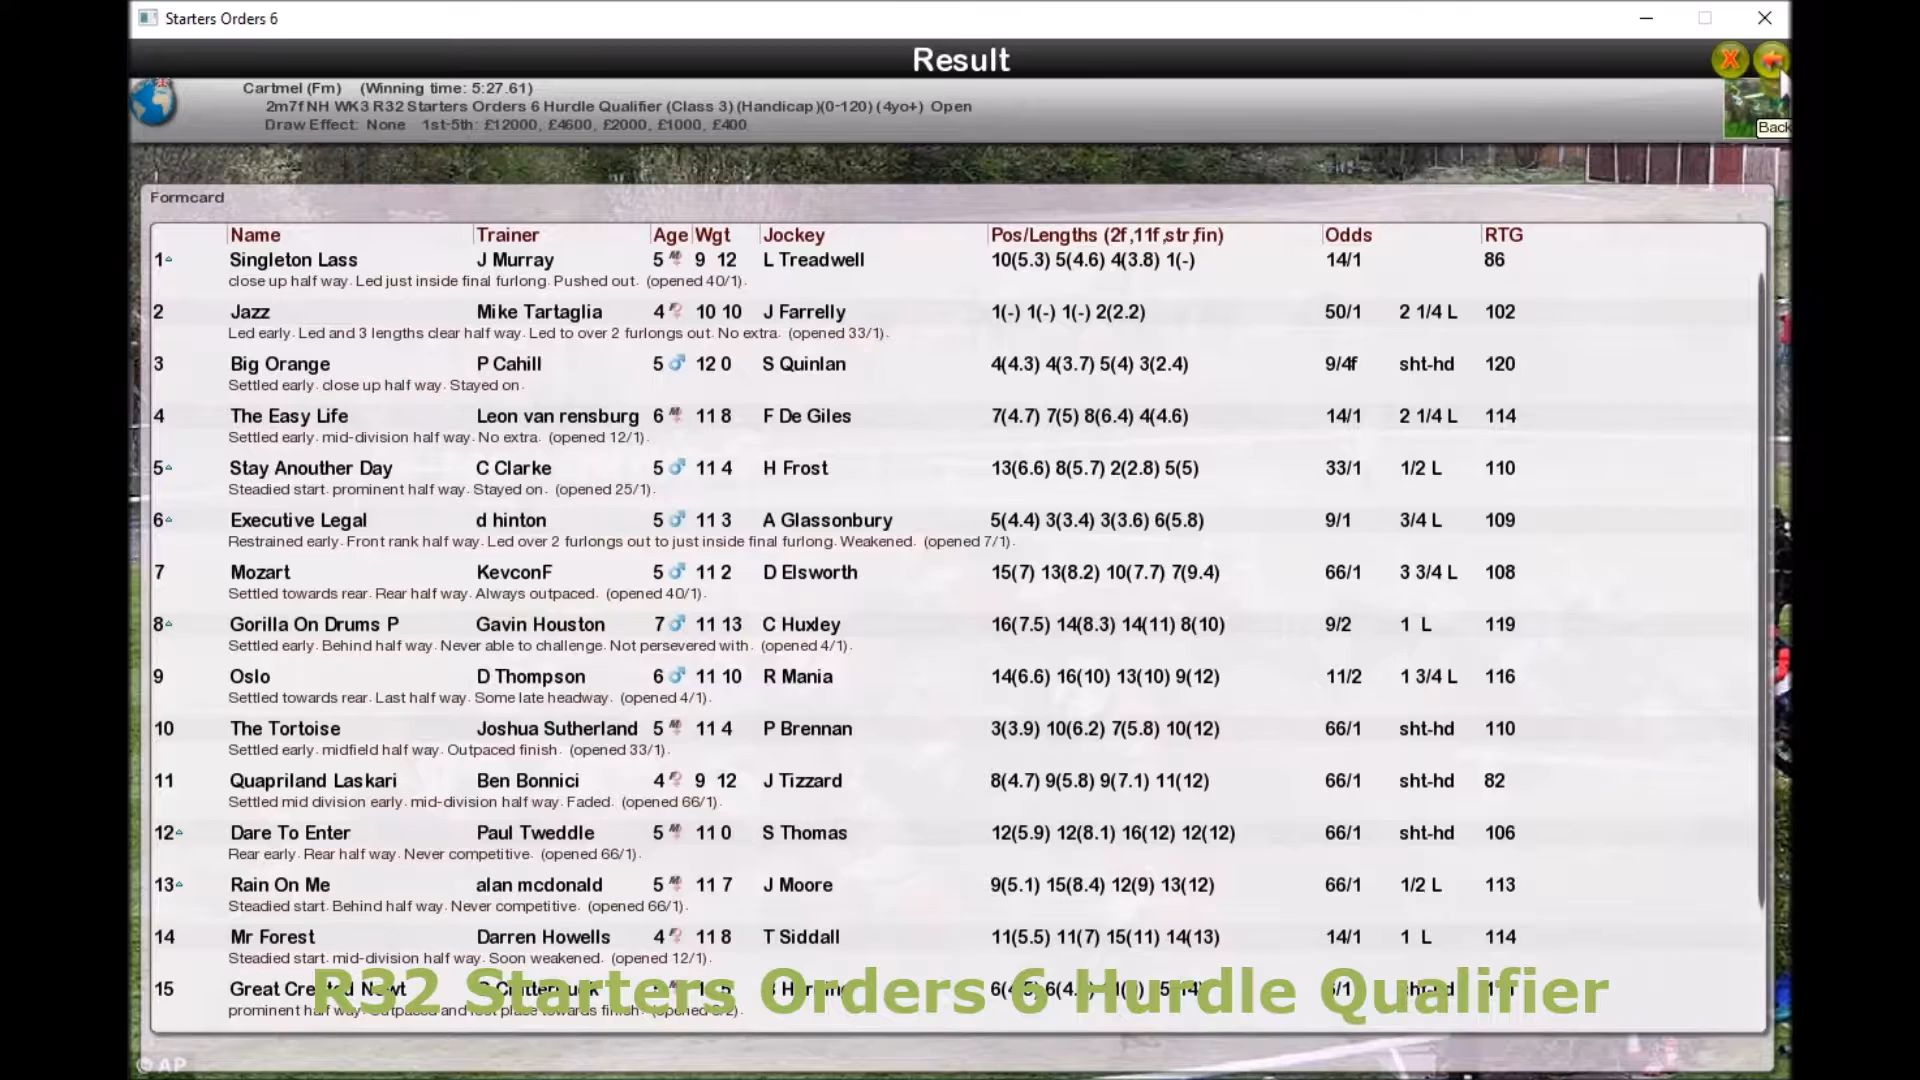 Starters Orders 6
Result
Cartmel (Fm) (Winning time: 5:27.61)
2m7f NH WK3 R32 Starters Orders 6 Hurdle Qualifier (Class 3) (Handicap)(0-120) (4yo+) Open
Draw Effect: None 1st-5th: £12000, £4600, £2000, £1000, £400
Back
Formcard
Name Trainer Age Wgt Jockey Pos/Lengths (2f,11f,str,fin) Odds RTG
1 Singleton Lass J Murray 5 M 9 12 L Treadwell 10(5.3) 5(4.6) 4(3.8) 1(-) 14/1 86
close up half way. Led just inside final furlong. Pushed out. (opened 40/1).
2 Jazz Mike Tartaglia 4 F 10 10 J Farrelly 1(-) 1(-) 1(-) 2(2.2) 50/1 2 1/4 L 102
Led early. Led and 3 lengths clear half way. Led to over 2 furlongs out. No extra. (opened 33/1).
3 Big Orange P Cahill 5 12 0 S Quinlan 4(4.3) 4(3.7) 5(4) 3(2.4) 9/4f sht-hd 120
Settled early. close up half way. Stayed on.
4 The Easy Life Leon van rensburg 6 M 11 8 F De Giles 7(4.7) 7(5) 8(6.4) 4(4.6) 14/1 2 1/4 L 114
Settled early. mid-division half way. No extra. (opened 12/1).
5 Stay Anouther Day C Clarke 5 11 4 H Frost 13(6.6) 8(5.7) 2(2.8) 5(5) 33/1 1/2 L 110
Steadied start. prominent half way. Stayed on. (opened 25/1).
6 Executive Legal d hinton 5 11 3 A Glassonbury 5(4.4) 3(3.4) 3(3.6) 6(5.8) 9/1 3/4 L 109
Restrained early. Front rank half way. Led over 2 furlongs out to just inside final furlong. Weakened. (opened 7/1).
7 Mozart KevconF 5 11 2 D Elsworth 15(7) 13(8.2) 10(7.7) 7(9.4) 66/1 3 3/4 L 108
Settled towards rear. Rear half way. Always outpaced. (opened 40/1).
8 Gorilla On Drums P Gavin Houston 7 11 13 C Huxley 16(7.5) 14(8.3) 14(11) 8(10) 9/2 1 L 119
Settled early. Behind half way. Never able to challenge. Not persevered with. (opened 4/1).
9 Oslo D Thompson 6 11 10 R Mania 14(6.6) 16(10) 13(10) 9(12) 11/2 1 3/4 L 116
Settled towards rear. Last half way. Some late headway. (opened 4/1).
10 The Tortoise Joshua Sutherland 5 M 11 4 P Brennan 3(3.9) 10(6.2) 7(5.8) 10(12) 66/1 sht-hd 110
Settled early. midfield half way. Outpaced finish. (opened 33/1).
11 Quapriland Laskari Ben Bonnici 4 F 9 12 J Tizzard 8(4.7) 9(5.8) 9(7.1) 11(12) 66/1 sht-hd 82
Settled mid division early. mid-division half way. Faded. (opened 66/1).
12 Dare To Enter Paul Tweddle 5 M 11 0 S Thomas 12(5.9) 12(8.1) 16(12) 12(12) 66/1 sht-hd 106
Rear early. Rear half way. Never competitive. (opened 66/1).
13 Rain On Me alan mcdonald 5 M 11 7 J Moore 9(5.1) 15(8.4) 12(9) 13(12) 66/1 1/2 L 113
Steadied start. Behind half way. Never competitive. (opened 66/1).
14 Mr Forest Darren Howells 4 F 11 8 T Siddall 11(5.5) 11(7) 15(11) 14(13) 14/1 1 L 114
Steadied start. mid-division half way. Soon weakened. (opened 12/1).
15 Great Created Newt
prominent half way. Outpaced and lost place towards finish.
R32 Starters Orders 6 Hurdle Qualifier
© AP